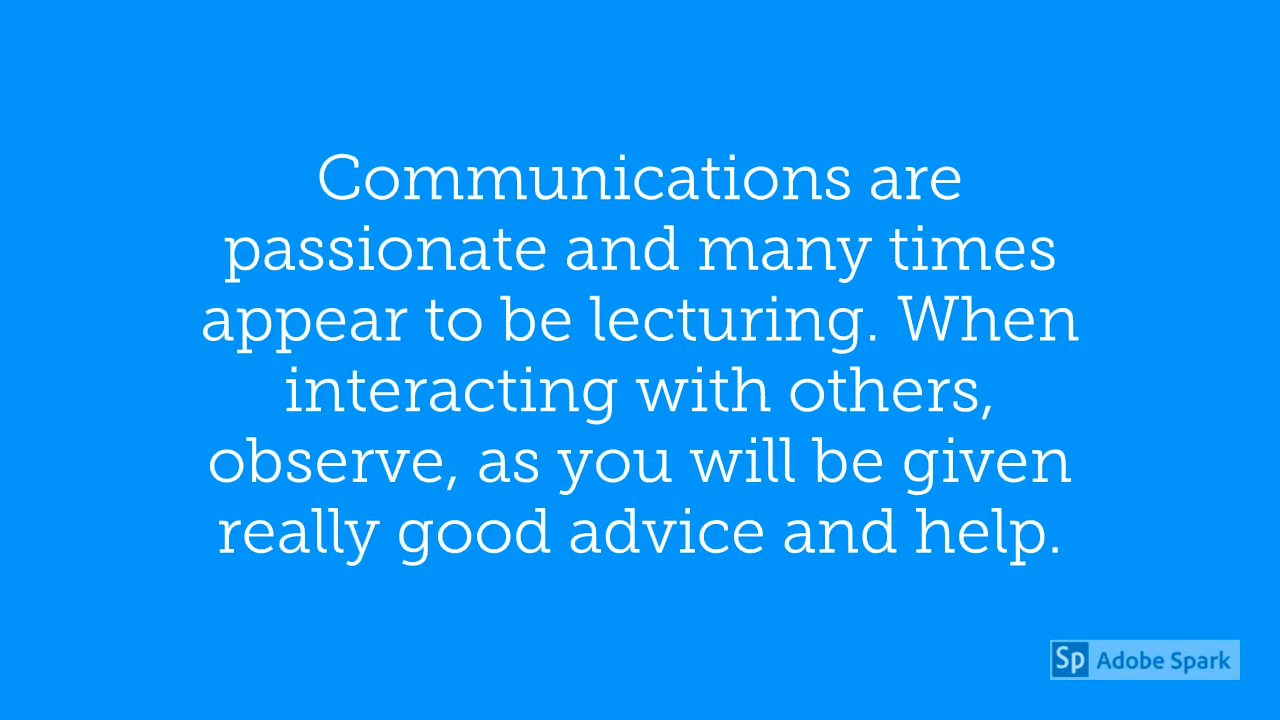 Communications are
passionate and many times
appear to be lecturing. When
interacting with others,
observe, as you will be given
really good advice and help.
Sp Adobe Spark